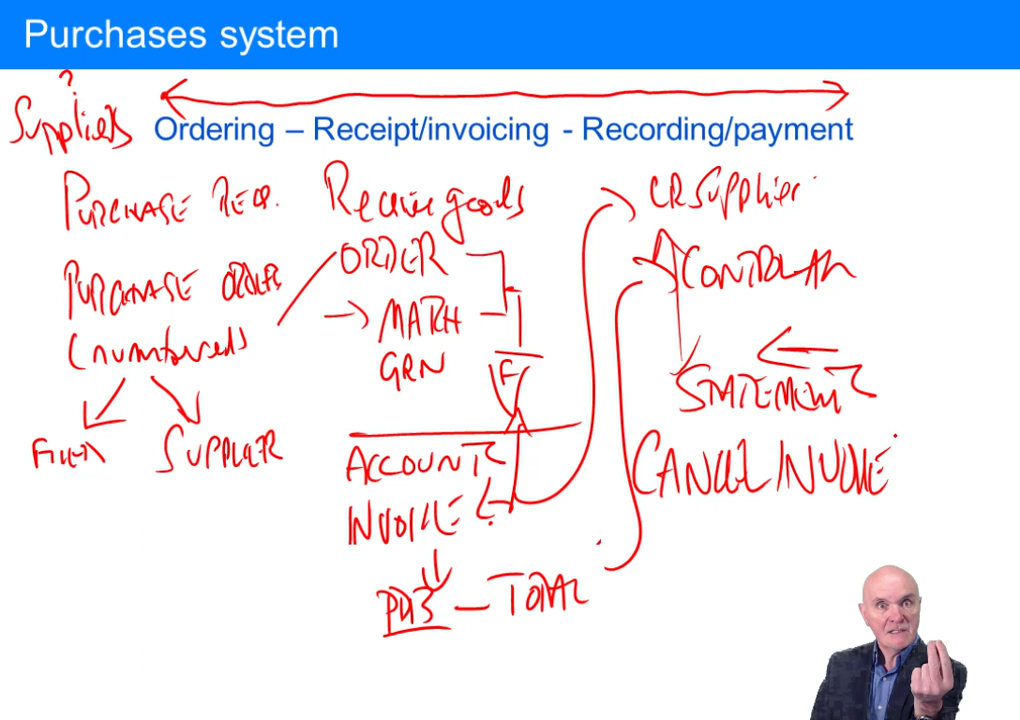 Purchases system
?
Suppliers
Ordering – Receipt/invoicing - Recording/payment
PURCHASE REQ.
PURCHASE ORDER
(numbered)
SUPPLIER
Receive goods
ORDER
MATCH
GRN
F
ACCOUNTS
INVOICE
PDB – TOTAL
CR Supplier
CONTROL A/C
STATEMENT
CANCEL INVOICE